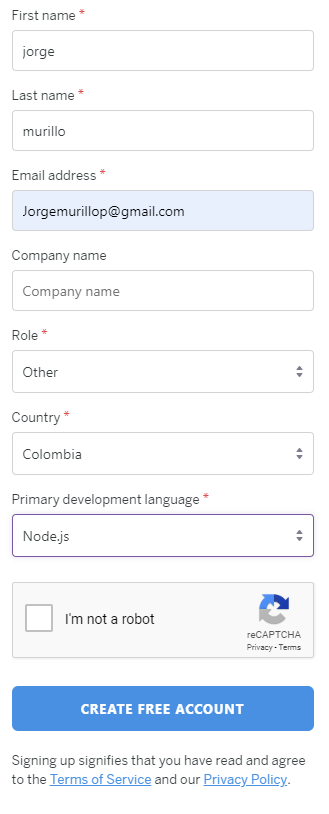 First name *
jorge
Last name *
murillo
Email address *
Jorgemurillop@gmail.com
Company name
Company name
Role *
Other
Country *
Colombia
Primary development language *
Node.js
I'm not a robot
reCAPTCHA
Privacy - Terms
CREATE FREE ACCOUNT
Signing up signifies that you have read and agree
to the Terms of Service and our Privacy Policy.